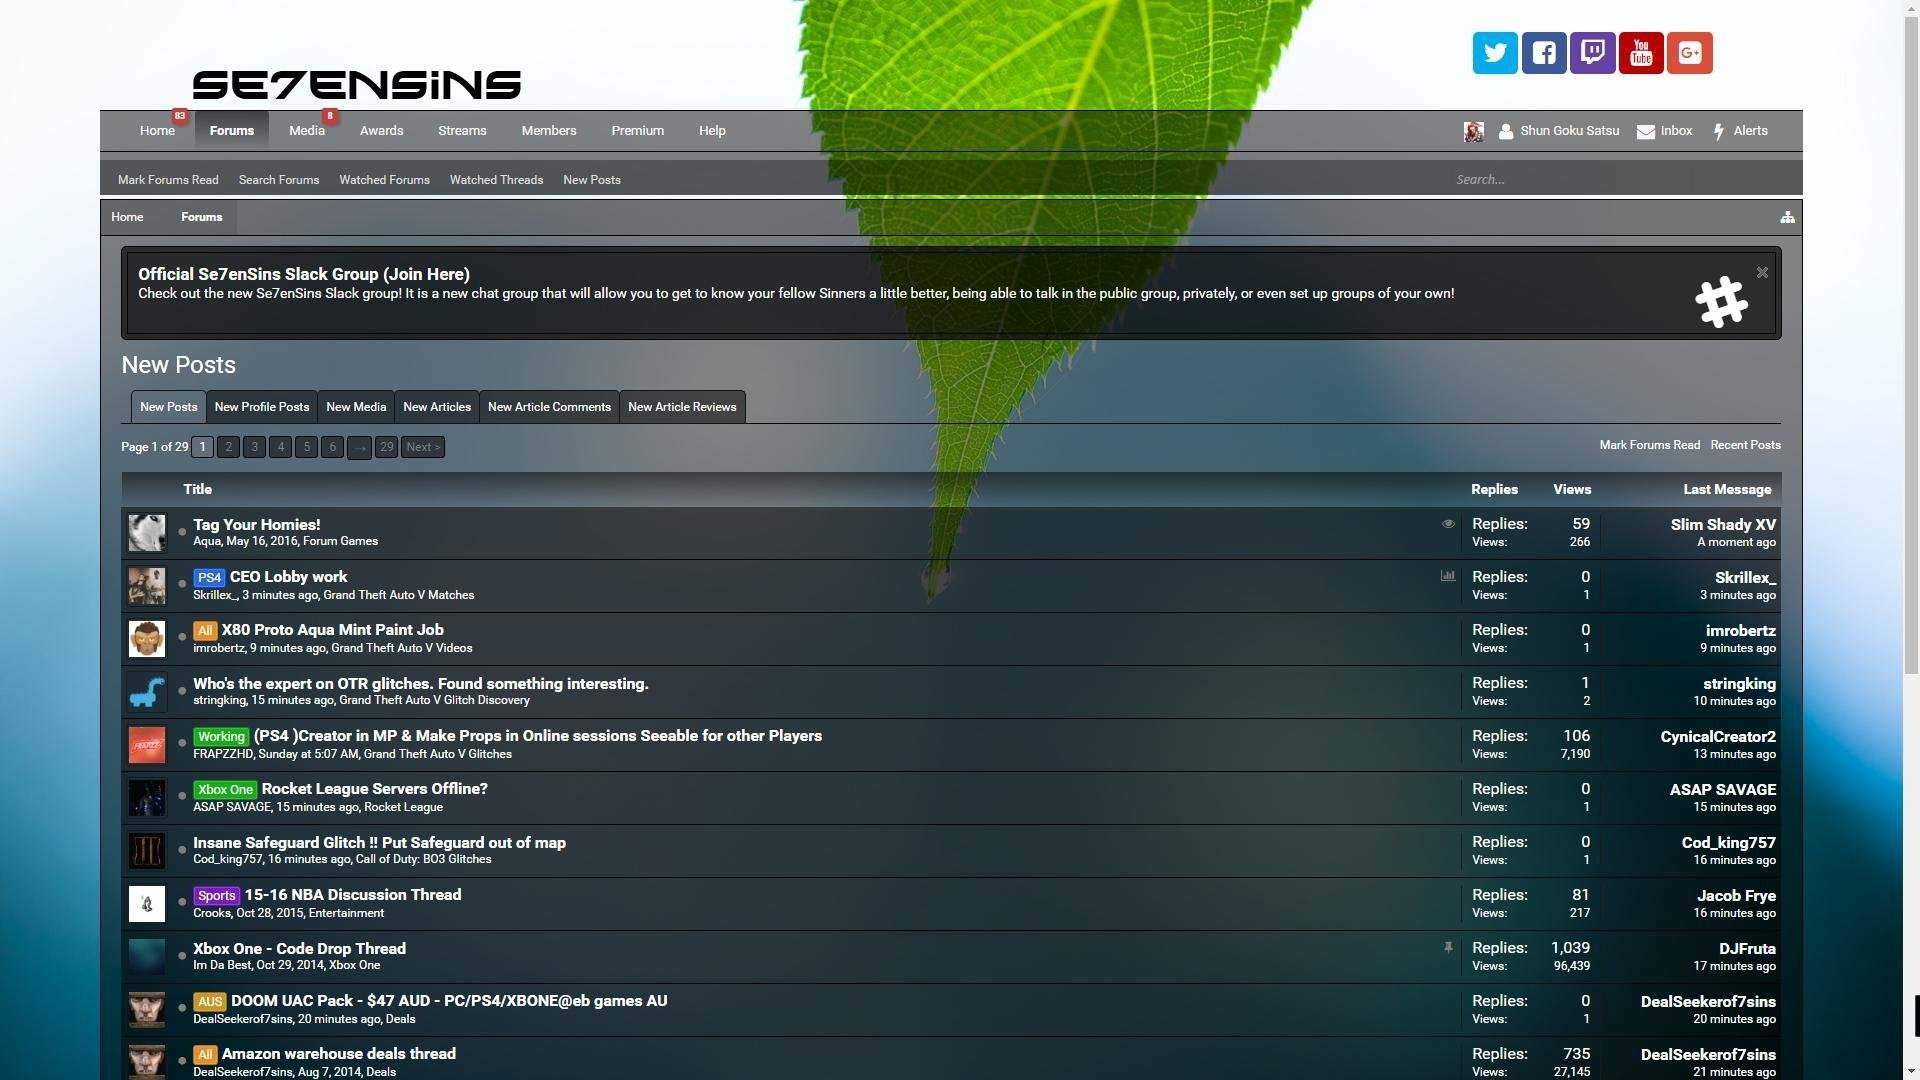 SE7ENSiNS
You Tube G+
83 8
Home Forums Media Awards Streams Members Premium Help Shun Goku Satsu Inbox Alerts
Mark Forums Read Search Forums Watched Forums Watched Threads New Posts Search...
Home Forums
Official Se7enSins Slack Group (Join Here)
Check out the new Se7enSins Slack group! It is a new chat group that will allow you to get to know your fellow Sinners a little better, being able to talk in the public group, privately, or even set up groups of your own!
New Posts
New Posts New Profile Posts New Media New Articles New Article Comments New Article Reviews
Page 1 of 29 1 2 3 4 5 6 → 29 Next > Mark Forums Read Recent Posts
Title Replies Views Last Message
Tag Your Homies! Replies: 59 Slim Shady XV
Aqua, May 16, 2016, Forum Games Views: 266 A moment ago
PS4 CEO Lobby work Replies: 0 Skrillex_
Skrillex_, 3 minutes ago, Grand Theft Auto V Matches Views: 1 3 minutes ago
All X80 Proto Aqua Mint Paint Job Replies: 0 imrobertz
imrobertz, 9 minutes ago, Grand Theft Auto V Videos Views: 1 9 minutes ago
Who's the expert on OTR glitches. Found something interesting. Replies: 1 stringking
stringking, 15 minutes ago, Grand Theft Auto V Glitch Discovery Views: 2 10 minutes ago
Working (PS4 )Creator in MP & Make Props in Online sessions Seeable for other Players Replies: 106 CynicalCreator2
FRAPZZHD, Sunday at 5:07 AM, Grand Theft Auto V Glitches Views: 7,190 13 minutes ago
Xbox One Rocket League Servers Offline? Replies: 0 ASAP SAVAGE
ASAP SAVAGE, 15 minutes ago, Rocket League Views: 1 15 minutes ago
Insane Safeguard Glitch !! Put Safeguard out of map Replies: 0 Cod_king757
Cod_king757, 16 minutes ago, Call of Duty: BO3 Glitches Views: 1 16 minutes ago
Sports 15-16 NBA Discussion Thread Replies: 81 Jacob Frye
Crooks, Oct 28, 2015, Entertainment Views: 217 16 minutes ago
Xbox One - Code Drop Thread Replies: 1,039 DJFruta
Im Da Best, Oct 29, 2014, Xbox One Views: 96,439 17 minutes ago
AUS DOOM UAC Pack - $47 AUD - PC/PS4/XBONE@eb games AU Replies: 0 DealSeekerof7sins
DealSeekerof7sins, 20 minutes ago, Deals Views: 1 20 minutes ago
All Amazon warehouse deals thread Replies: 735 DealSeekerof7sins
DealSeekerof7sins, Aug 7, 2014, Deals Views: 27,145 21 minutes ago